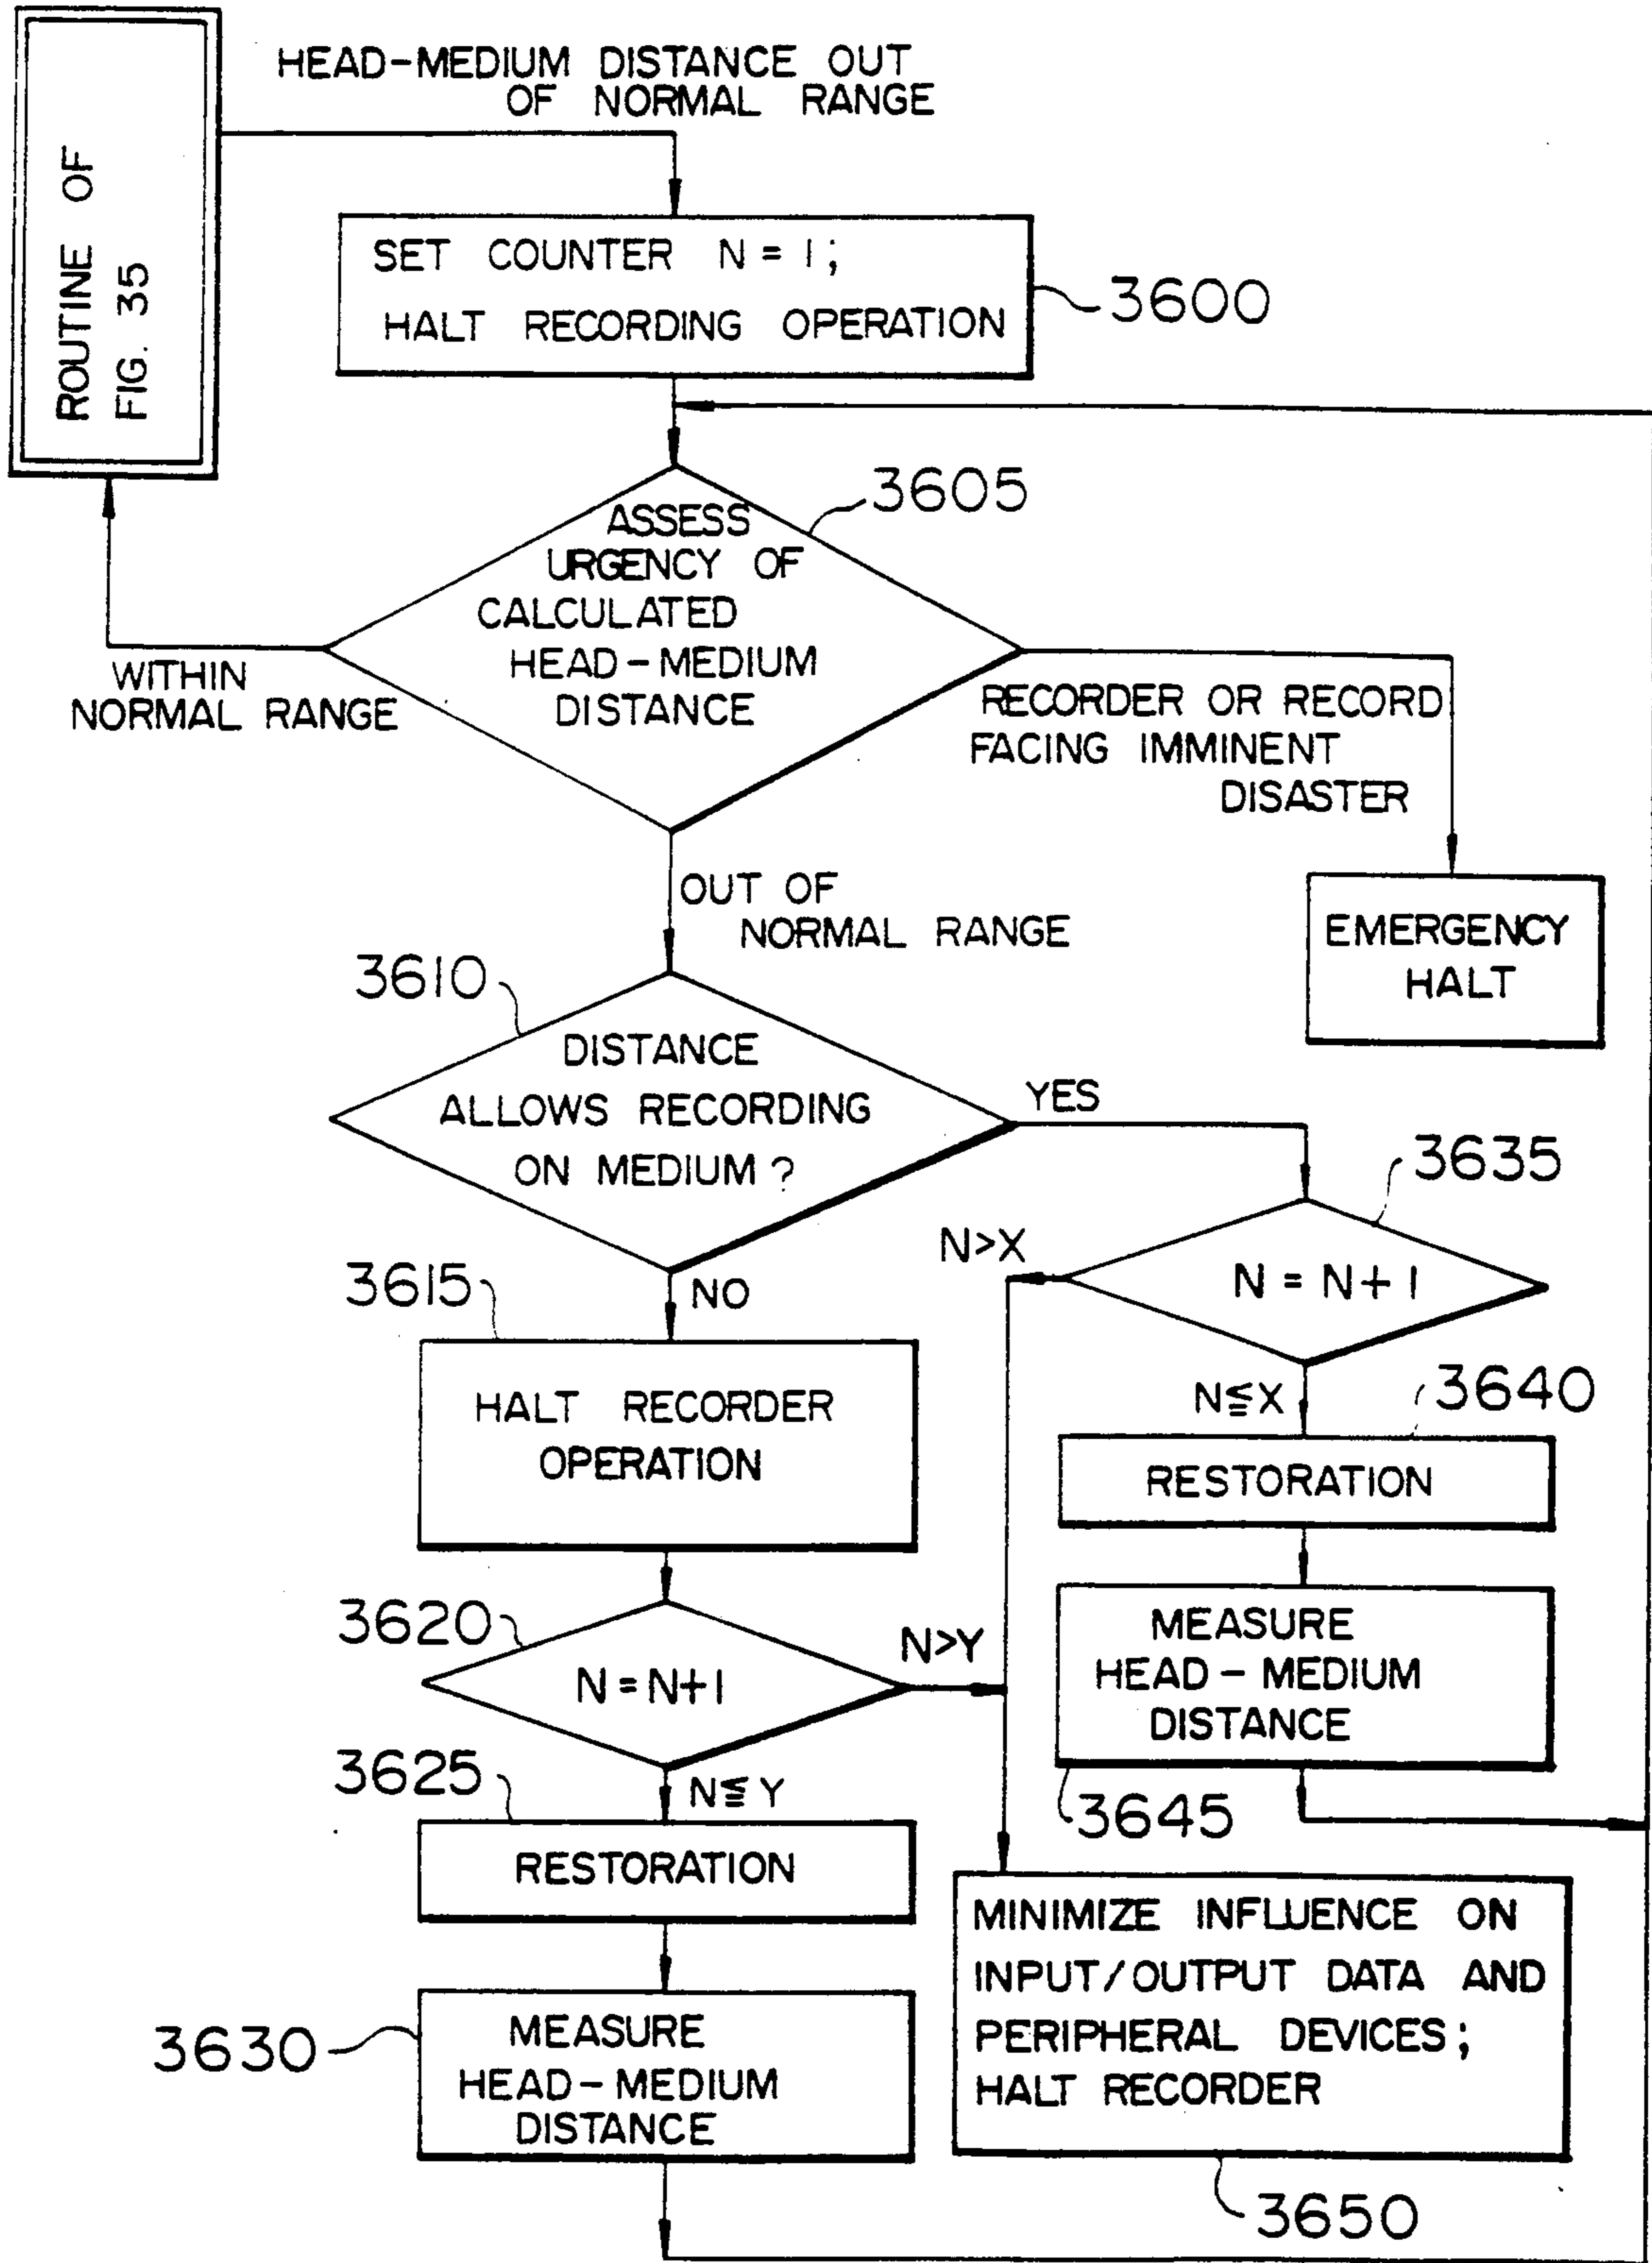 ROUTINE OF
FIG. 35
HEAD-MEDIUM DISTANCE OUT
OF NORMAL RANGE
SET COUNTER N = 1;
HALT RECORDING OPERATION
3600
3605
ASSESS
URGENCY OF
CALCULATED
HEAD-MEDIUM
DISTANCE
WITHIN
NORMAL RANGE
RECORDER OR RECORD
FACING IMMINENT
DISASTER
OUT OF
NORMAL RANGE
EMERGENCY
HALT
3610
DISTANCE
ALLOWS RECORDING
ON MEDIUM?
YES
3635
N>X
N = N+1
NO
3615
HALT RECORDER
OPERATION
N≦X
3640
RESTORATION
3620
N = N+1
N>Y
MEASURE
HEAD-MEDIUM
DISTANCE
3645
3625
N≦Y
RESTORATION
MINIMIZE INFLUENCE ON
INPUT/OUTPUT DATA AND
PERIPHERAL DEVICES;
HALT RECORDER
3630
MEASURE
HEAD-MEDIUM
DISTANCE
3650